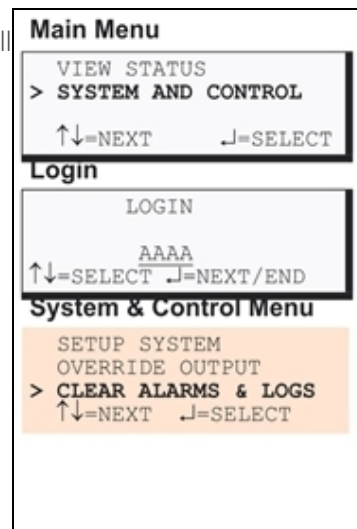 Main Menu
VIEW STATUS
> SYSTEM AND CONTROL
↑↓=NEXT ↵=SELECT
Login
LOGIN
AAAA
↑↓=SELECT ↵=NEXT/END
System & Control Menu
SETUP SYSTEM
OVERRIDE OUTPUT
> CLEAR ALARMS & LOGS
↑↓=NEXT ↵=SELECT